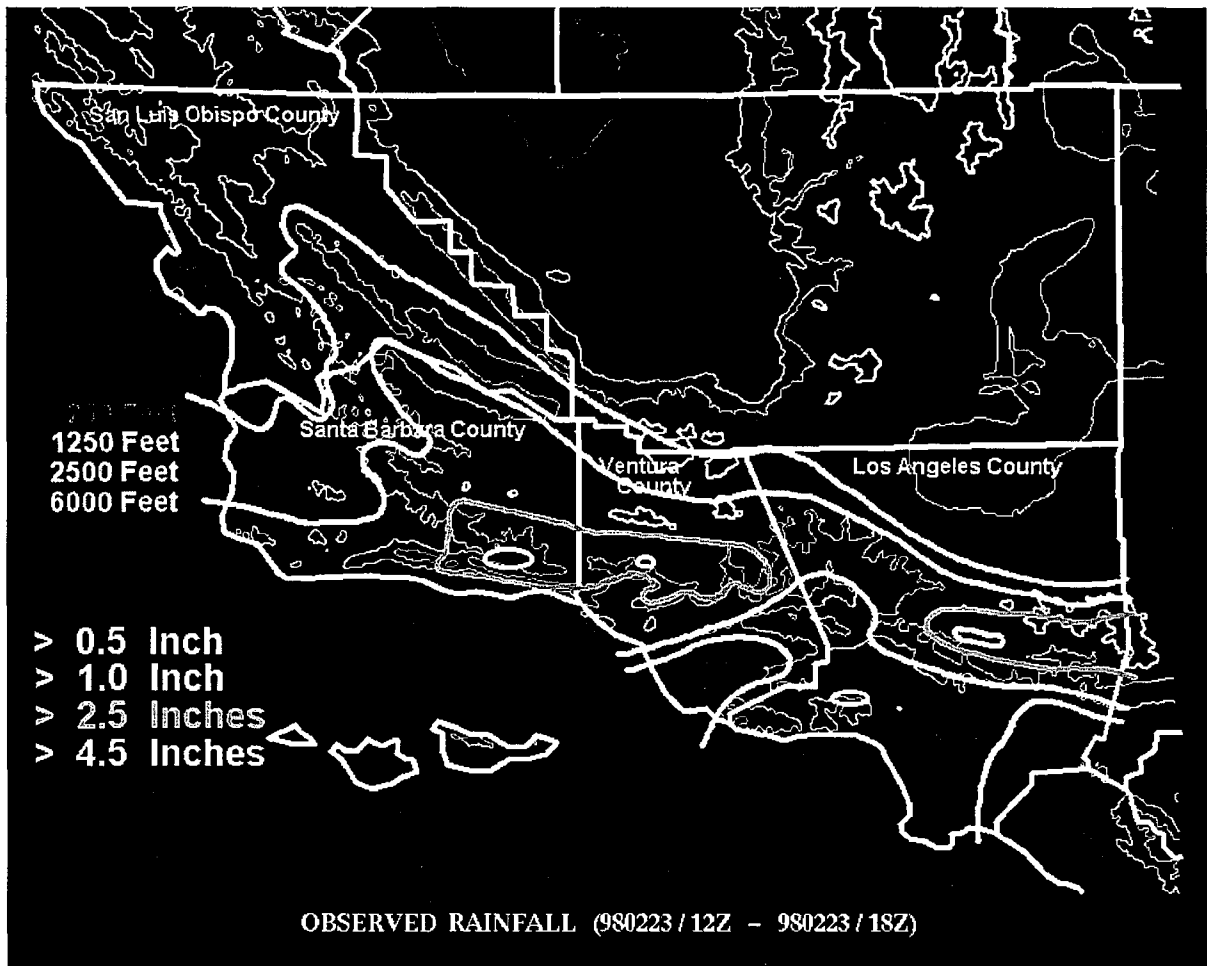 San Luis Obispo County
1250 Feet
2500 Feet
6000 Feet
Santa Barbara County
Ventura
County
Los Angeles County
> 0.5 Inch
> 1.0 Inch
> 2.5 Inches
> 4.5 Inches
OBSERVED RAINFALL (980223 / 12Z – 980223 / 18Z)